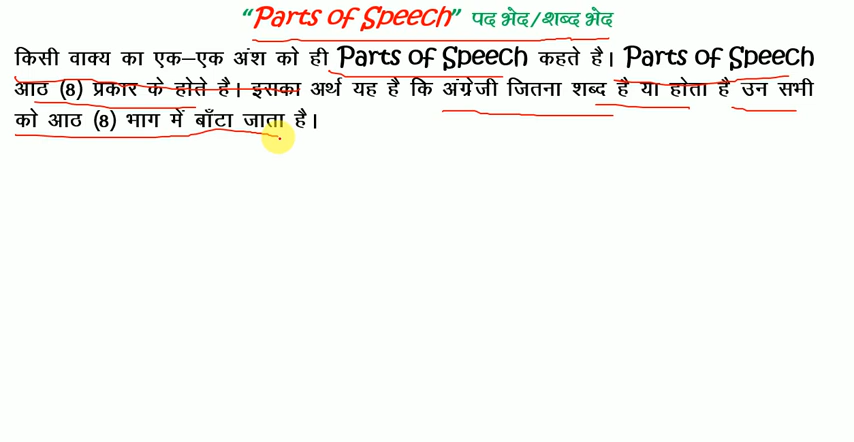 “Parts of Speech” पद भेद/शब्द भेद
किसी वाक्य का एक–एक अंश को ही Parts of Speech कहते है। Parts of Speech
आठ (8) प्रकार के होते है। इसका अर्थ यह है कि अंग्रेजी जितना शब्द है या होता है उन सभी
को आठ (8) भाग में बाँटा जाता है।